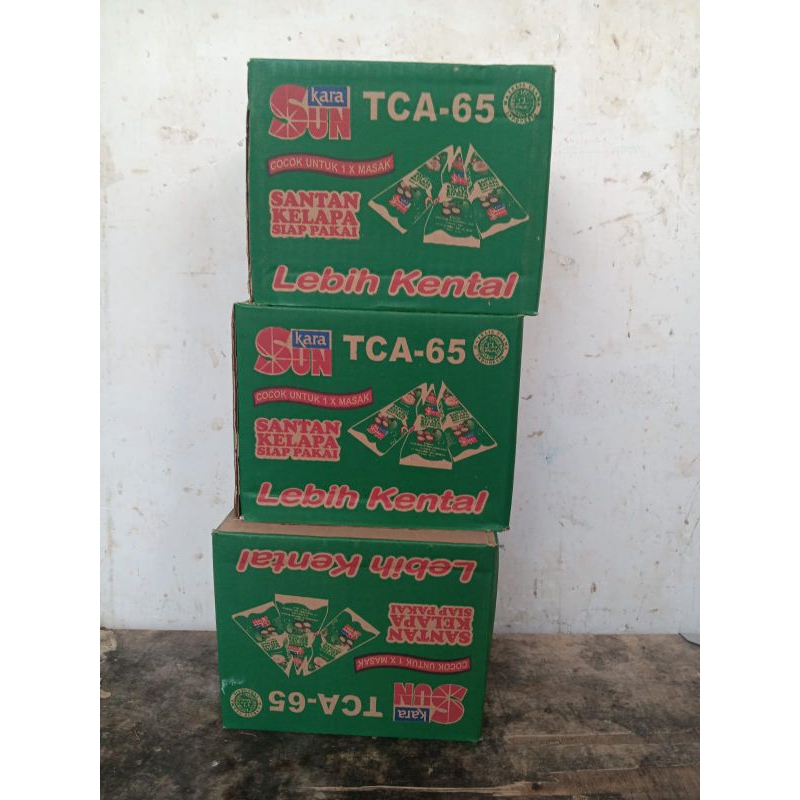 kara
SUN
TCA-65
COCOK UNTUK 1 X MASAK
SANTAN
KELAPA
SIAP PAKAI
Lebih Kental
kara
SUN
TCA-65
COCOK UNTUK 1 X MASAK
SANTAN
KELAPA
SIAP PAKAI
Lebih Kental
kara
SUN
TCA-65
COCOK UNTUK 1 X MASAK
SANTAN
KELAPA
SIAP PAKAI
Lebih Kental